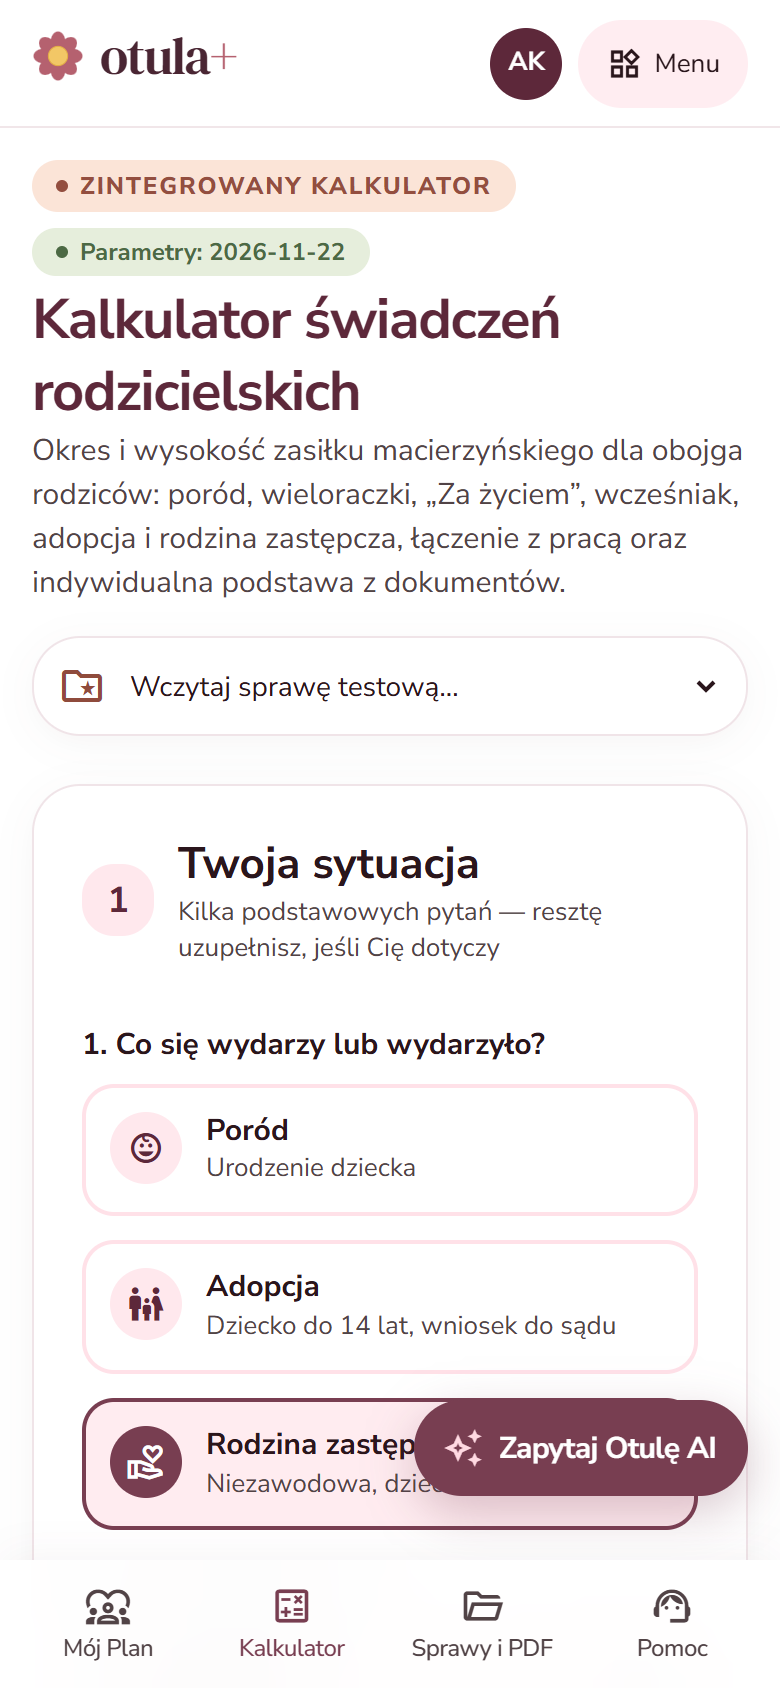 otula+
AK
Menu
ZINTEGROWANY KALKULATOR
Parametry: 2026-11-22
Kalkulator świadczeń
rodzicielskich
Okres i wysokość zasiłku macierzyńskiego dla obojga
rodziców: poród, wieloraczki, „Za życiem”, wcześniak,
adopcja i rodzina zastępcza, łączenie z pracą oraz
indywidualna podstawa z dokumentów.
Wczytaj sprawę testową...
1
Twoja sytuacja
Kilka podstawowych pytań — resztę
uzupełnisz, jeśli Cię dotyczy
1. Co się wydarzy lub wydarzyło?
Poród
Urodzenie dziecka
Adopcja
Dziecko do 14 lat, wniosek do sądu
Rodzina
Zapytaj Otulę AI
Niezawodowa,
Mój Plan
Kalkulator
Sprawy i PDF
Pomoc